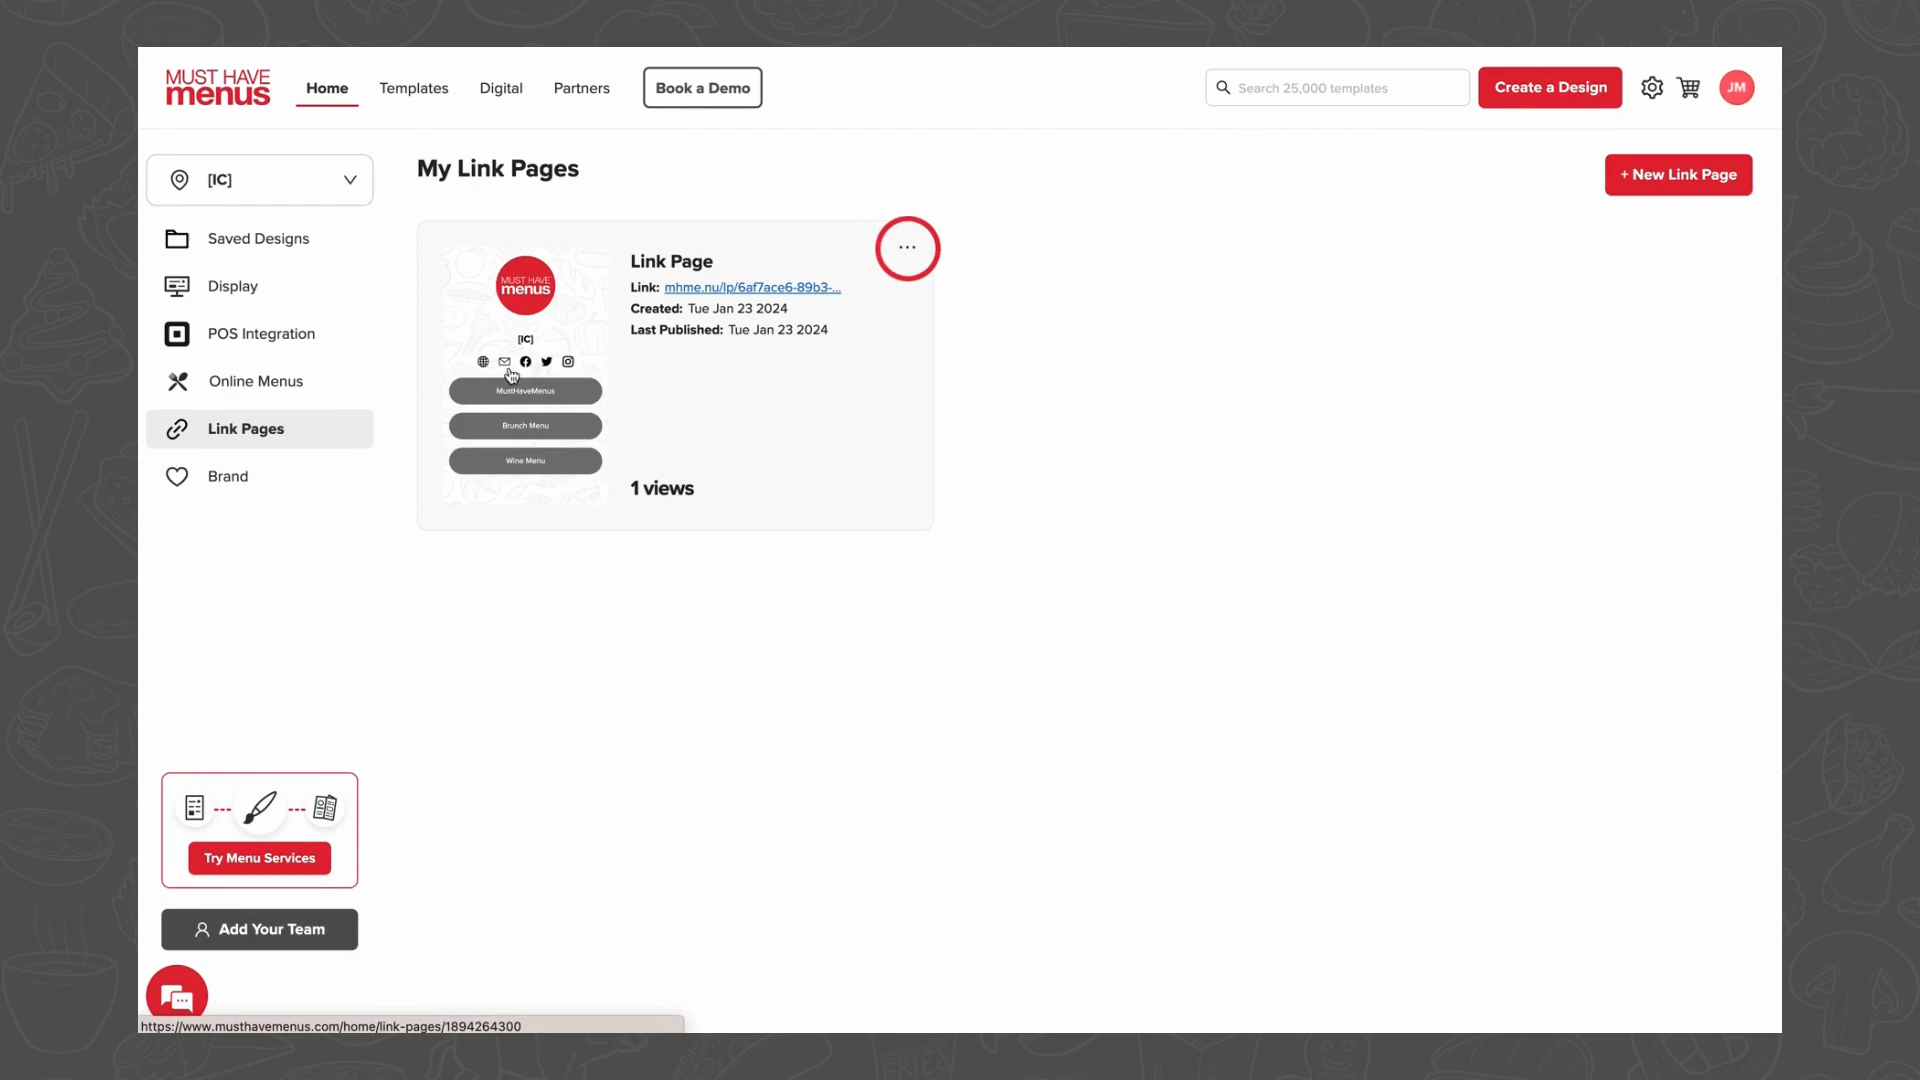 MUST HAVE
menus
Home
Templates
Digital
Partners
Book a Demo
Search 25,000 templates
Create a Design
JM
[IC]
Saved Designs
Display
POS Integration
Online Menus
Link Pages
Brand
My Link Pages
+ New Link Page
...
MUST HAVE
menus
[IC]
MustHaveMenus
Brunch Menu
Wine Menu
Link Page
Link: mhme.nu/lp/6af7ace6-89b3-...
Created: Tue Jan 23 2024
Last Published: Tue Jan 23 2024
1 views
Try Menu Services
Add Your Team
https://www.musthavemenus.com/home/link-pages/1894264300
FRIES